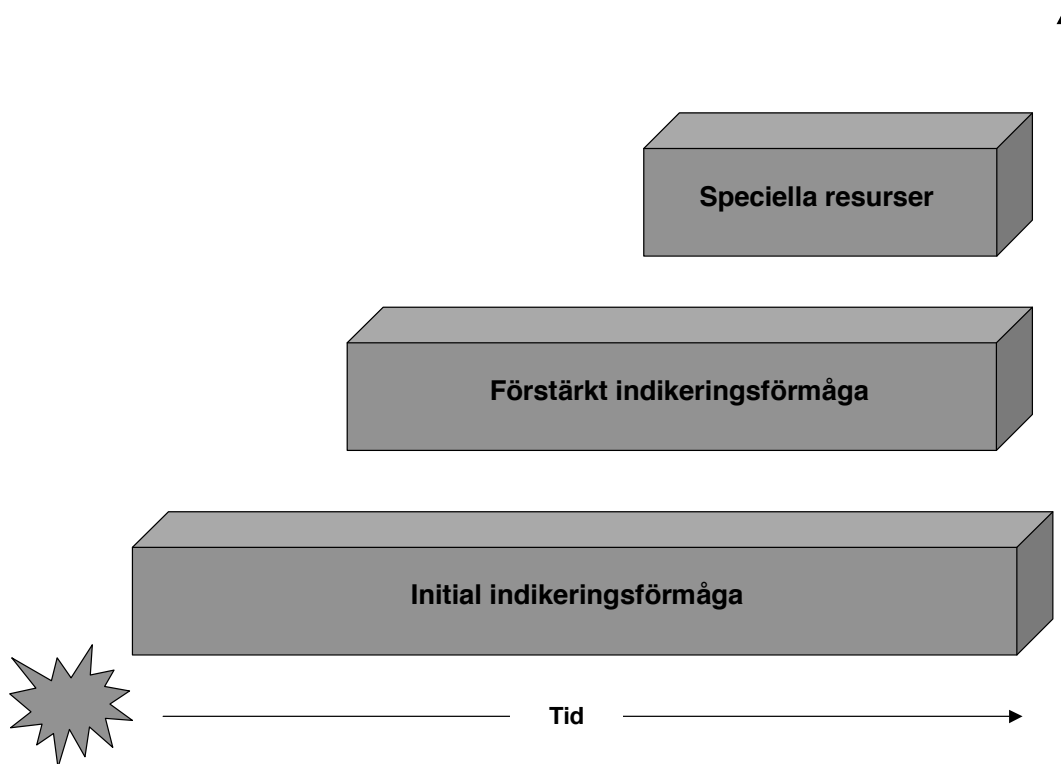 Speciella resurser
Förstärkt indikeringsförmåga
Initial indikeringsförmåga
Tid